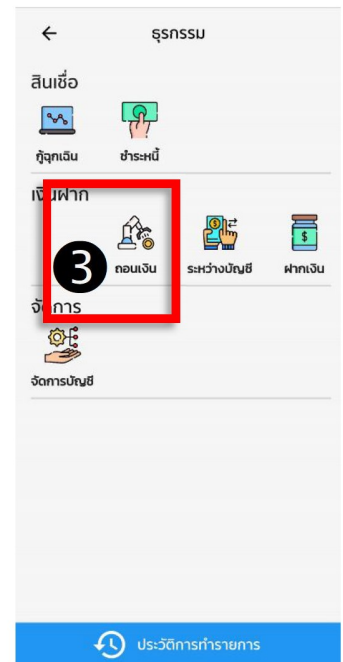 ธุรกรรม
สินเชื่อ
กู้ฉุกเฉิน ชำระหนี้
เงินฝาก
3 ถอนเงิน ระหว่างบัญชี ฝากเงิน
จัดการ
จัดการบัญชี
ประวัติการทำรายการ